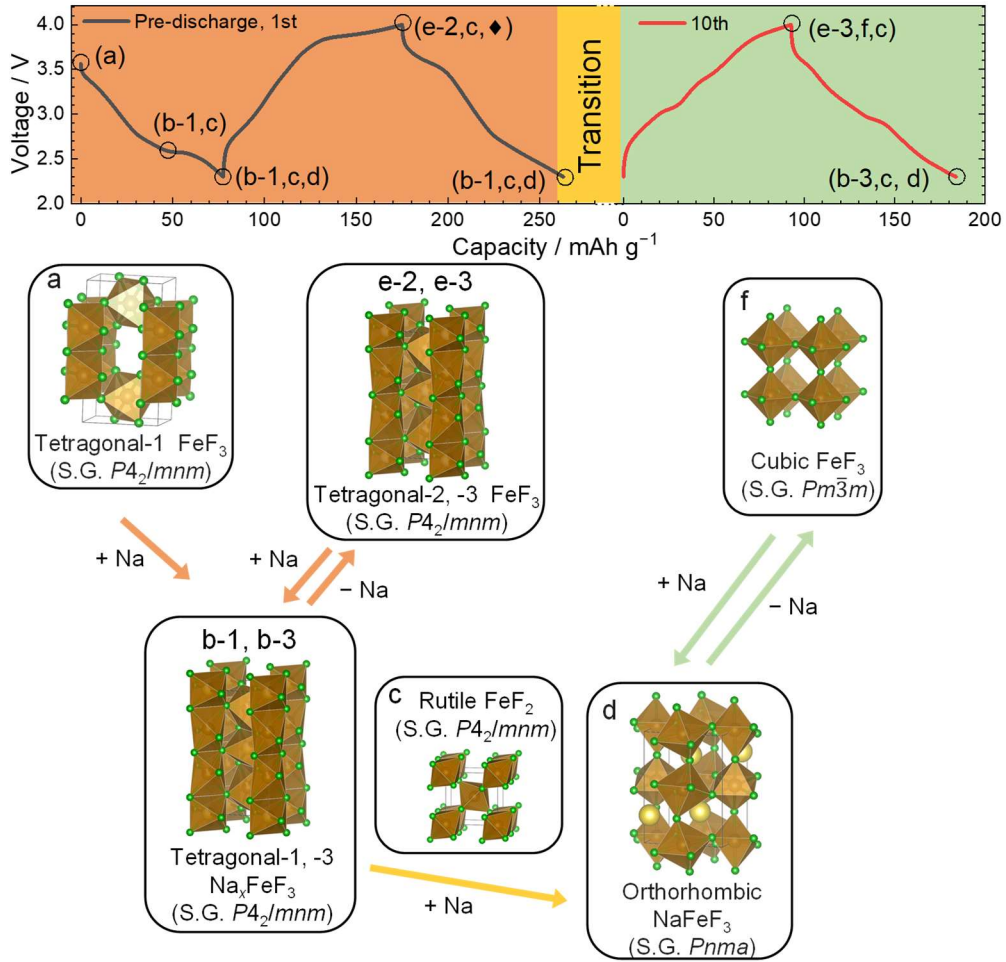 Pre-discharge, 1st
(e-2,c,♦)
10th
(e-3,f,c)
4.0
(a)
3.5
Voltage / V
3.0
(b-1,c)
Transition
2.5
(b-1,c,d)
(b-1,c,d)
(b-3,c, d)
2.0
0 50 100 150 200 250 0 50 100 150 200
Capacity / mAh g⁻¹
a
Tetragonal-1 FeF₃
(S.G. P4₂/mnm)
e-2, e-3
Tetragonal-2, -3 FeF₃
(S.G. P4₂/mnm)
f
Cubic FeF₃
(S.G. Pm3̅m)
+ Na
+ Na
− Na
+ Na
− Na
b-1, b-3
Tetragonal-1, -3
NaₓFeF₃
(S.G. P4₂/mnm)
c
Rutile FeF₂
(S.G. P4₂/mnm)
d
Orthorhombic
NaFeF₃
(S.G. Pnma)
+ Na